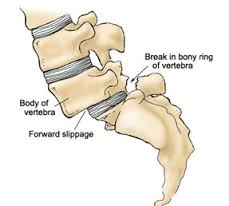 Break in bony ring
of vertebra
Body of
vertebra
Forward slippage